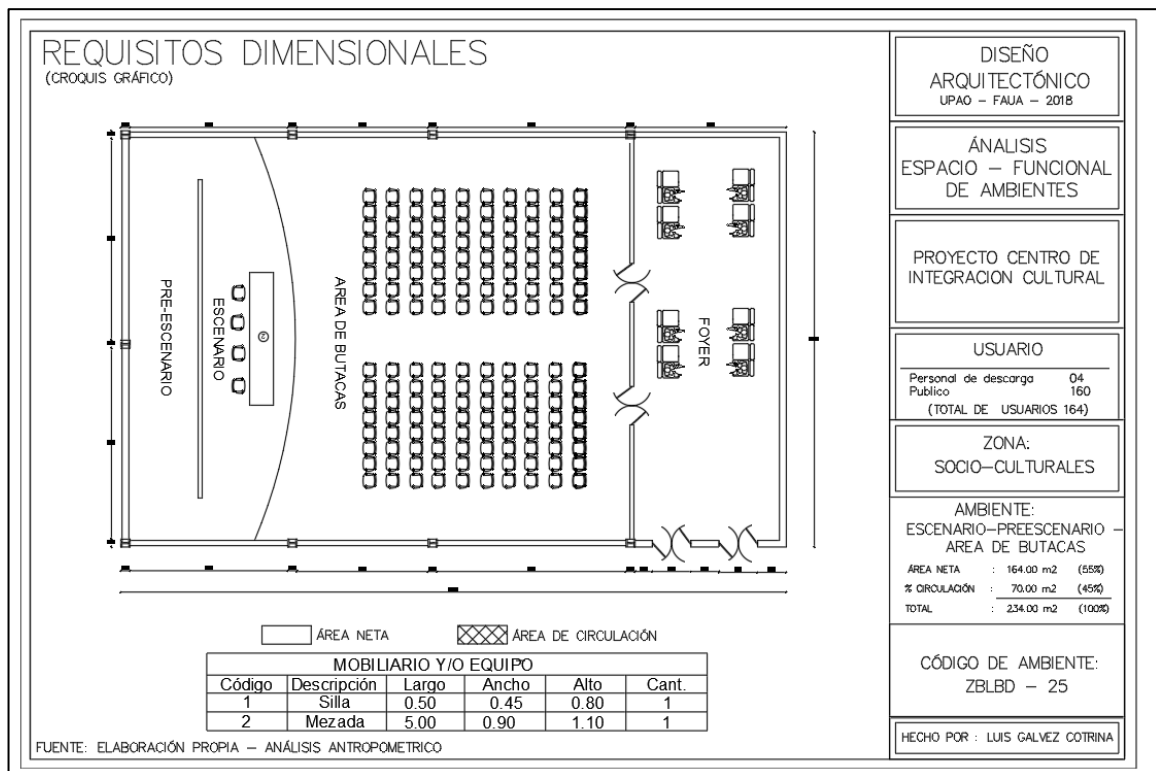 REQUISITOS DIMENSIONALES
(CROQUIS GRÁFICO)
PRE-ESCENARIO
ESCENARIO
AREA DE BUTACAS
FOYER
ÁREA NETA
ÁREA DE CIRCULACIÓN
MOBILIARIO Y/O EQUIPO
Código Descripción Largo Ancho Alto Cant.
1 Silla 0.50 0.45 0.80 1
2 Mezada 5.00 0.90 1.10 1
FUENTE: ELABORACIÓN PROPIA – ANÁLISIS ANTROPOMETRICO
DISEÑO
ARQUITECTÓNICO
UPAO – FAUA – 2018
ÁNALISIS
ESPACIO – FUNCIONAL
DE AMBIENTES
PROYECTO CENTRO DE
INTEGRACION CULTURAL
USUARIO
Personal de descarga 04
Publico 160
(TOTAL DE USUARIOS 164)
ZONA:
SOCIO-CULTURALES
AMBIENTE:
ESCENARIO-PREESCENARIO –
AREA DE BUTACAS
ÁREA NETA : 164.00 m2 (55%)
% CIRCULACIÓN : 70.00 m2 (45%)
TOTAL : 234.00 m2 (100%)
CÓDIGO DE AMBIENTE:
ZBLBD – 25
HECHO POR : LUIS GALVEZ COTRINA